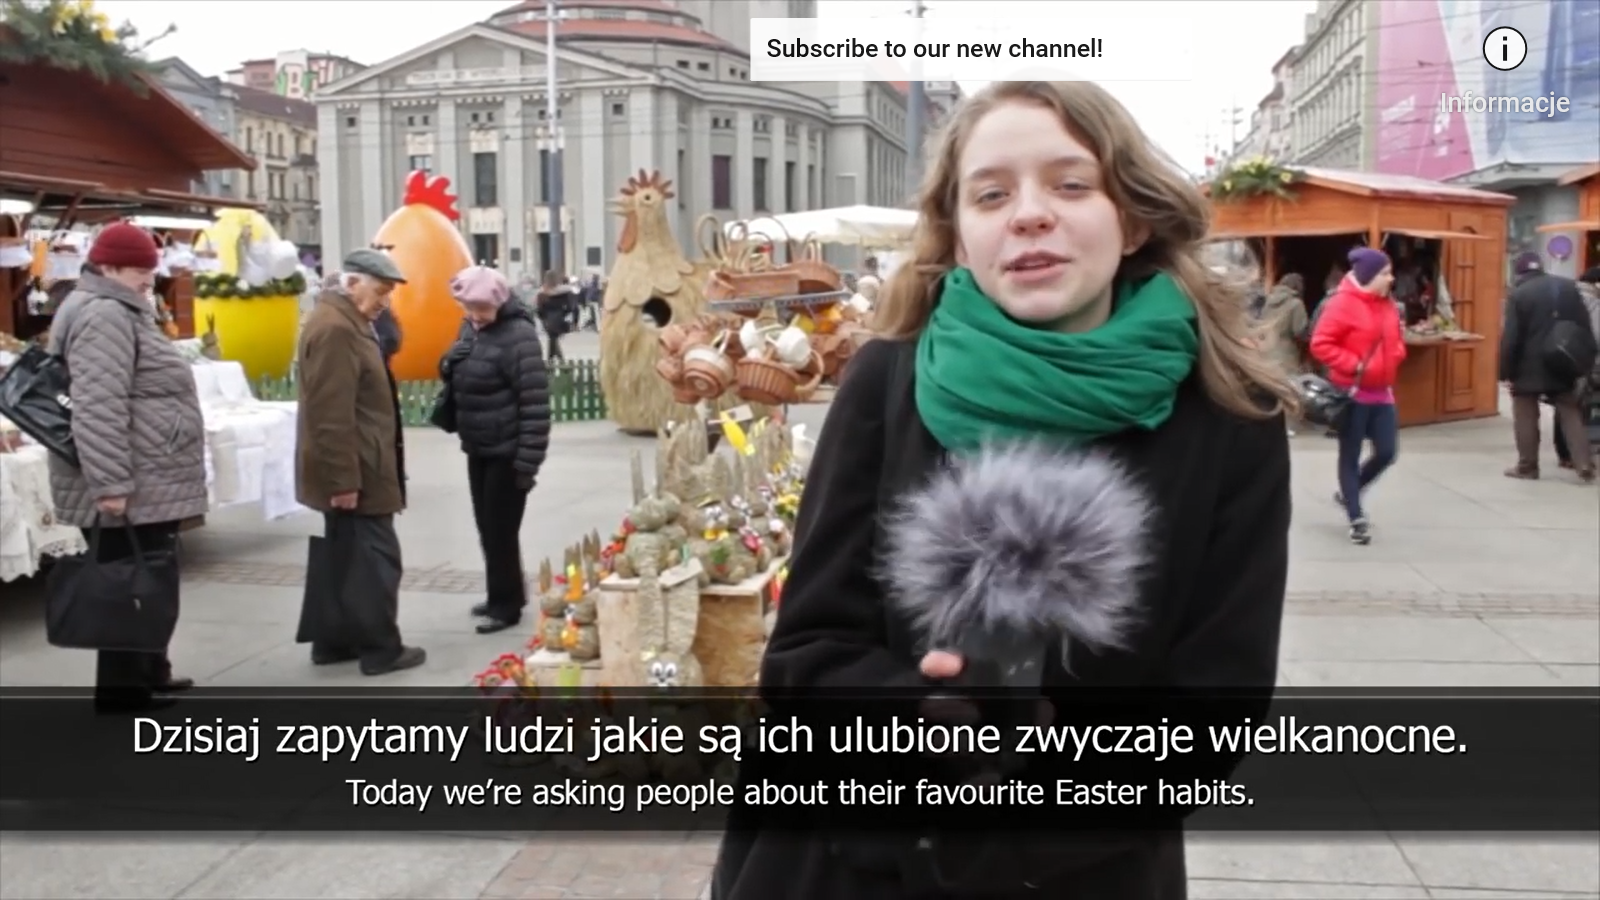 Subscribe to our new channel!
Informacje
Dzisiaj zapytamy ludzi jakie są ich ulubione zwyczaje wielkanocne.
Today we’re asking people about their favourite Easter habits.